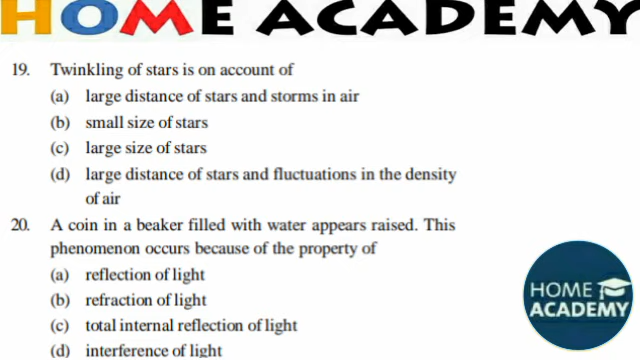 HOME ACADEMY
19. Twinkling of stars is on account of
(a) large distance of stars and storms in air
(b) small size of stars
(c) large size of stars
(d) large distance of stars and fluctuations in the density
of air
20. A coin in a beaker filled with water appears raised. This
phenomenon occurs because of the property of
(a) reflection of light
(b) refraction of light
(c) total internal reflection of light
(d) interference of light
HOME
ACADEMY